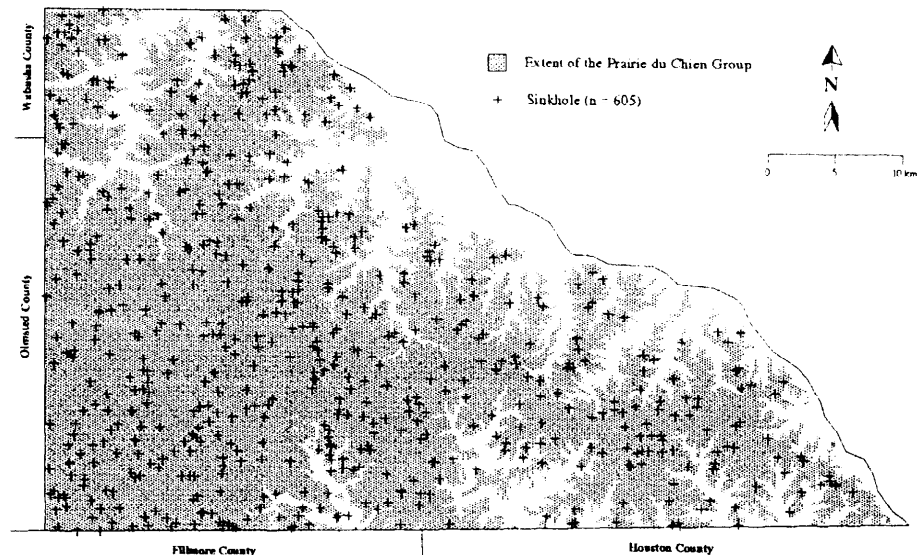 Wabasha County
Extent of the Prairie du Chien Group
+ Sinkhole (n = 605)
N
0 5 10 km
Olmsted County
Fillmore County
Houston County